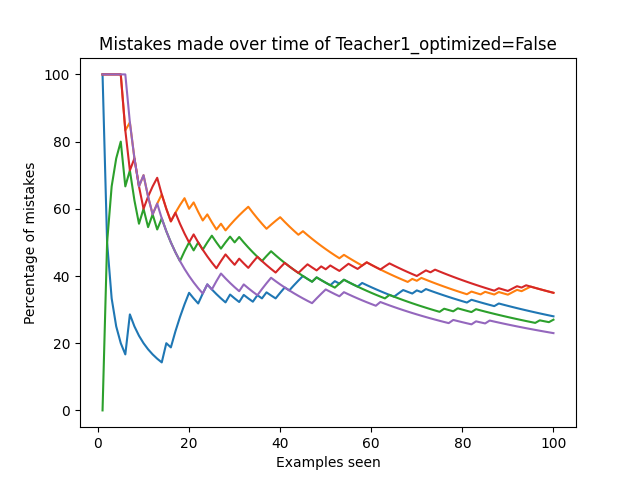 Mistakes made over time of Teacher1_optimized=False
100
80
60
40
20
0
Percentage of mistakes
0 20 40 60 80 100
Examples seen